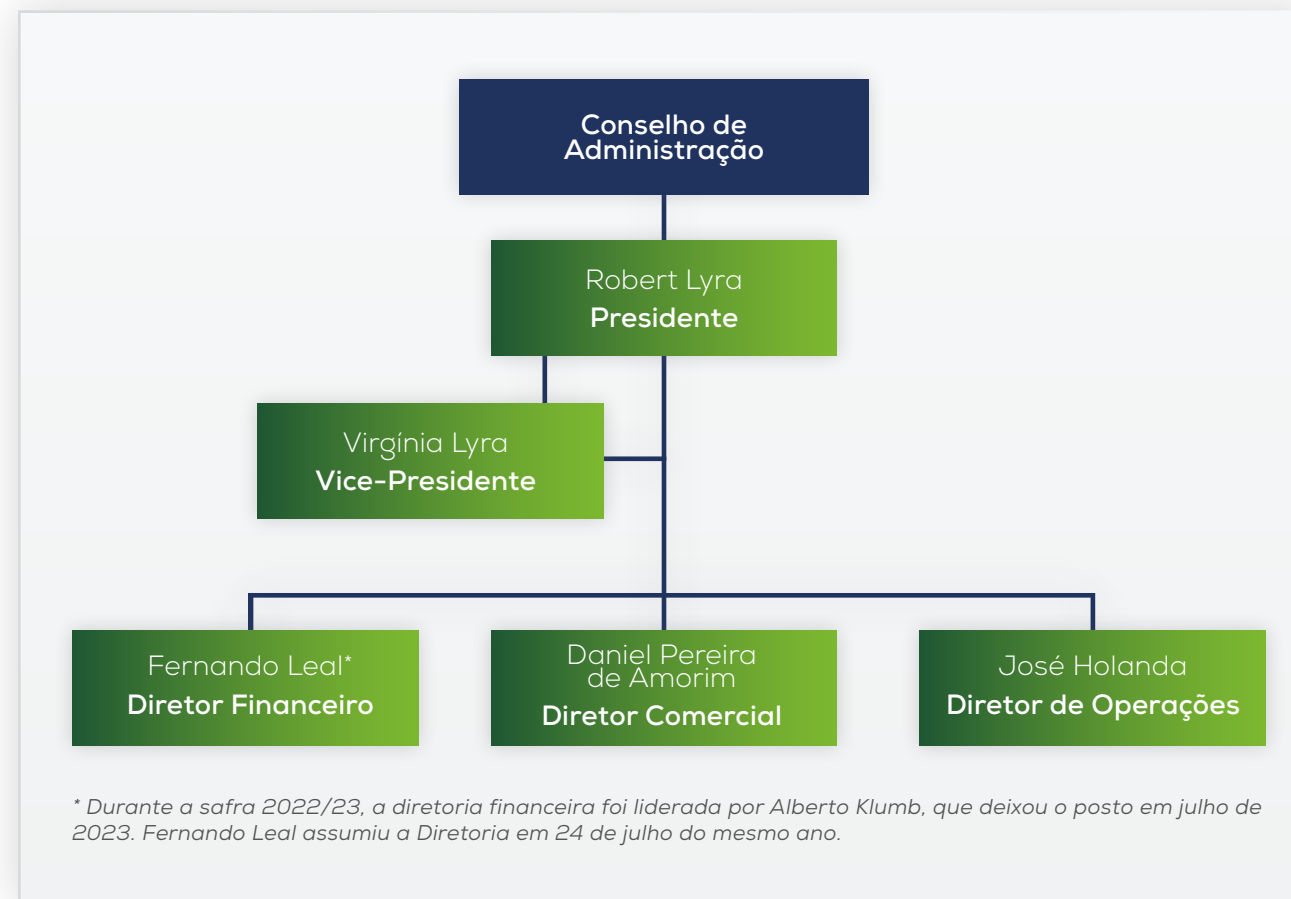 Conselho de
Administração
Robert Lyra
Presidente
Virgínia Lyra
Vice-Presidente
Fernando Leal*
Diretor Financeiro
Daniel Pereira
de Amorim
Diretor Comercial
José Holanda
Diretor de Operações
* Durante a safra 2022/23, a diretoria financeira foi liderada por Alberto Klumb, que deixou o posto em julho de
2023. Fernando Leal assumiu a Diretoria em 24 de julho do mesmo ano.